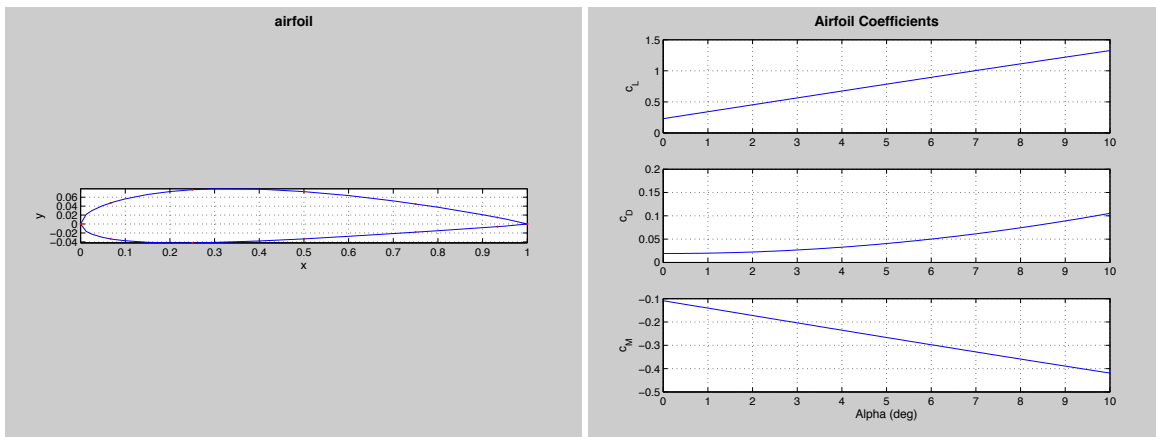 airfoil
0.06
0.04
0.02
0
−0.02
−0.04
y
0 0.1 0.2 0.3 0.4 0.5 0.6 0.7 0.8 0.9 1
x
Airfoil Coefficients
1.5
1
0.5
0
c_L
0 1 2 3 4 5 6 7 8 9 10
0.2
0.15
0.1
0.05
0
c_D
0 1 2 3 4 5 6 7 8 9 10
−0.1
−0.2
−0.3
−0.4
−0.5
c_M
0 1 2 3 4 5 6 7 8 9 10
Alpha (deg)